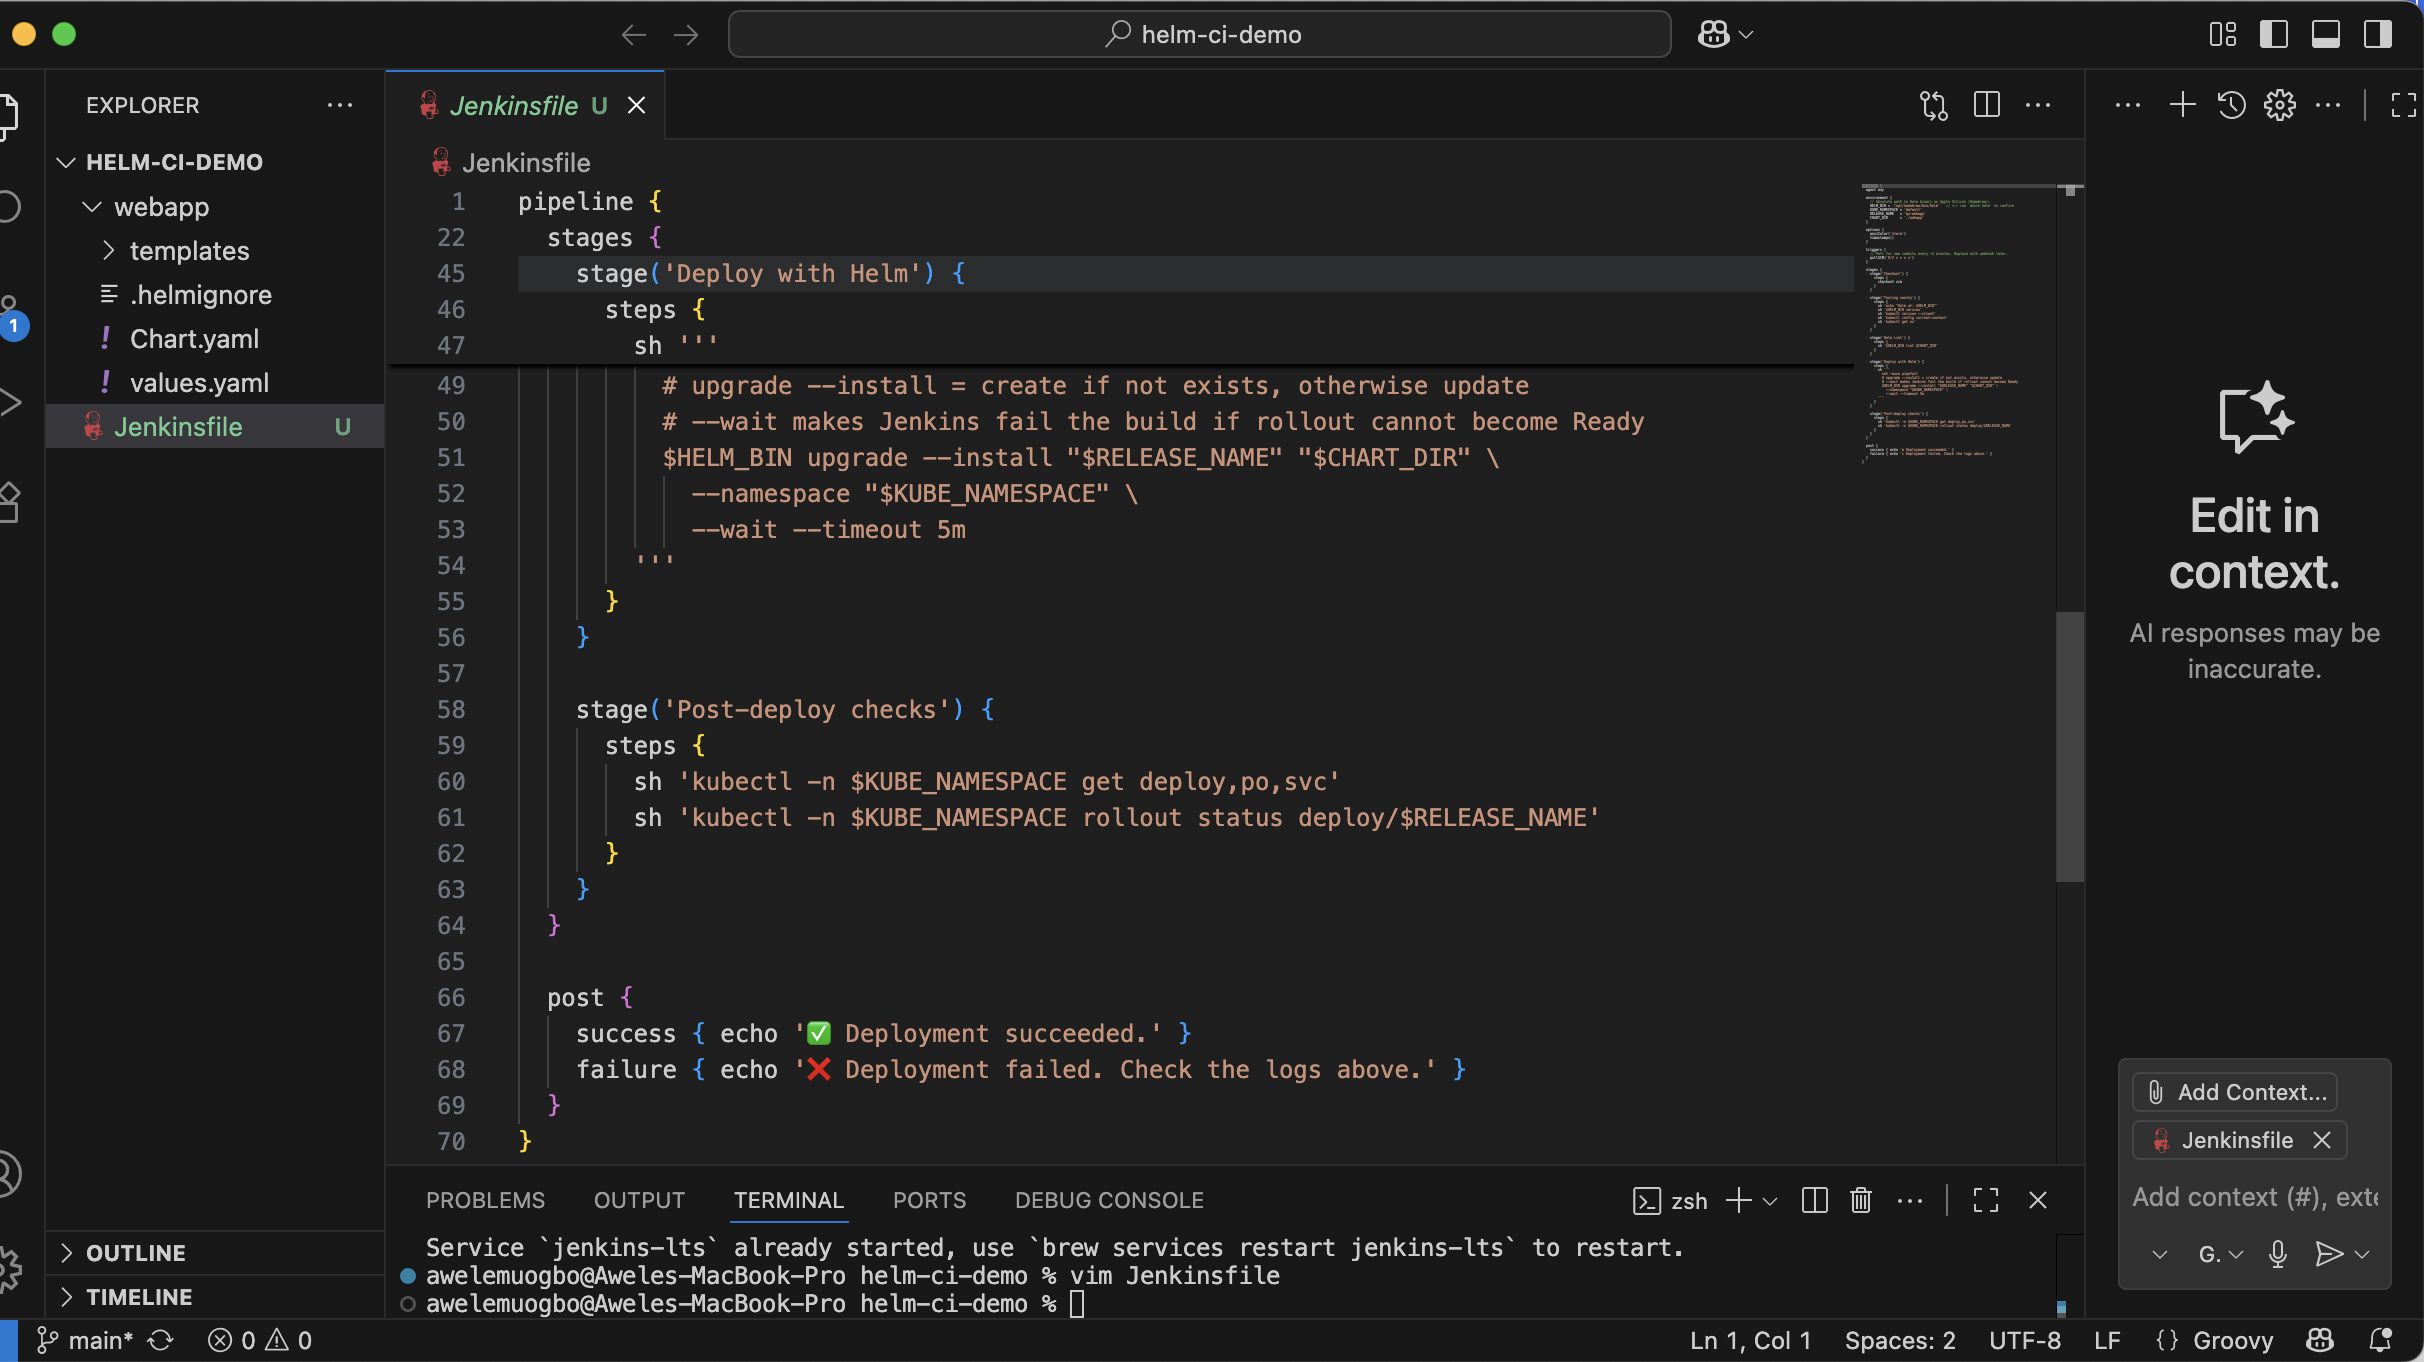 helm-ci-demo
EXPLORER
HELM-CI-DEMO
webapp
templates
.helmignore
! Chart.yaml
! values.yaml
Jenkinsfile U
1
OUTLINE
TIMELINE
Jenkinsfile U
Jenkinsfile
1 pipeline {
22 stages {
45 stage('Deploy with Helm') {
46 steps {
47 sh '''
49 # upgrade --install = create if not exists, otherwise update
50 # --wait makes Jenkins fail the build if rollout cannot become Ready
51 $HELM_BIN upgrade --install "$RELEASE_NAME" "$CHART_DIR" \
52 --namespace "$KUBE_NAMESPACE" \
53 --wait --timeout 5m
54 '''
55 }
56 }
57
58 stage('Post-deploy checks') {
59 steps {
60 sh 'kubectl -n $KUBE_NAMESPACE get deploy,po,svc'
61 sh 'kubectl -n $KUBE_NAMESPACE rollout status deploy/$RELEASE_NAME'
62 }
63 }
64 }
65
66 post {
67 success { echo '✅ Deployment succeeded.' }
68 failure { echo '❌ Deployment failed. Check the logs above.' }
69 }
70 }
PROBLEMS OUTPUT TERMINAL PORTS DEBUG CONSOLE
zsh
Service `jenkins-lts` already started, use `brew services restart jenkins-lts` to restart.
awelemuogbo@Aweles-MacBook-Pro helm-ci-demo % vim Jenkinsfile
awelemuogbo@Aweles-MacBook-Pro helm-ci-demo %
Edit in
context.
AI responses may be
inaccurate.
Add Context...
Jenkinsfile
Add context (#), exte
G.
main* 0 0
Ln 1, Col 1 Spaces: 2 UTF-8 LF {} Groovy